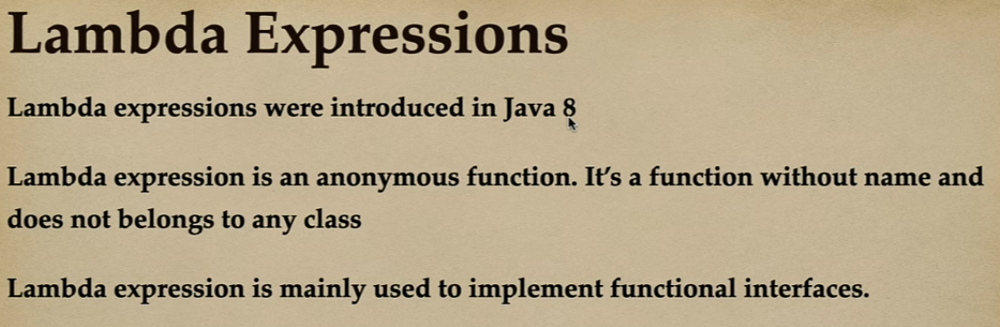 Lambda Expressions
Lambda expressions were introduced in Java 8
Lambda expression is an anonymous function. It’s a function without name and
does not belongs to any class
Lambda expression is mainly used to implement functional interfaces.